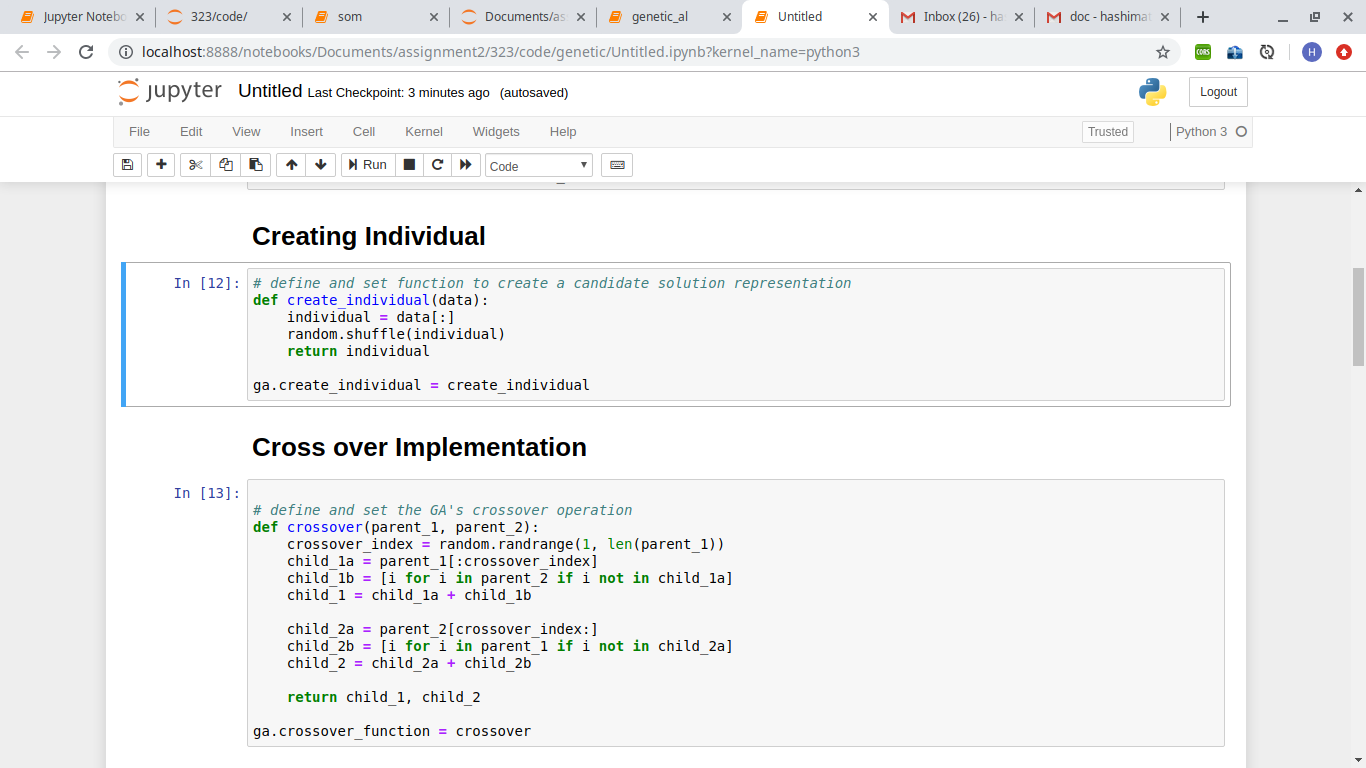 Jupyter Notebo
323/code/
som
Documents/as
genetic_al
Untitled
Inbox (26) - ha
doc - hashima
localhost:8888/notebooks/Documents/assignment2/323/code/genetic/Untitled.ipynb?kernel_name=python3
CORS
H
jupyter Untitled Last Checkpoint: 3 minutes ago (autosaved)
Logout
File Edit View Insert Cell Kernel Widgets Help
Trusted
Python 3
Run
Code
Creating Individual
In [12]:
# define and set function to create a candidate solution representation
def create_individual(data):
    individual = data[:]
    random.shuffle(individual)
    return individual
ga.create_individual = create_individual
Cross over Implementation
In [13]:
# define and set the GA's crossover operation
def crossover(parent_1, parent_2):
    crossover_index = random.randrange(1, len(parent_1))
    child_1a = parent_1[:crossover_index]
    child_1b = [i for i in parent_2 if i not in child_1a]
    child_1 = child_1a + child_1b
    child_2a = parent_2[crossover_index:]
    child_2b = [i for i in parent_1 if i not in child_2a]
    child_2 = child_2a + child_2b
    return child_1, child_2
ga.crossover_function = crossover